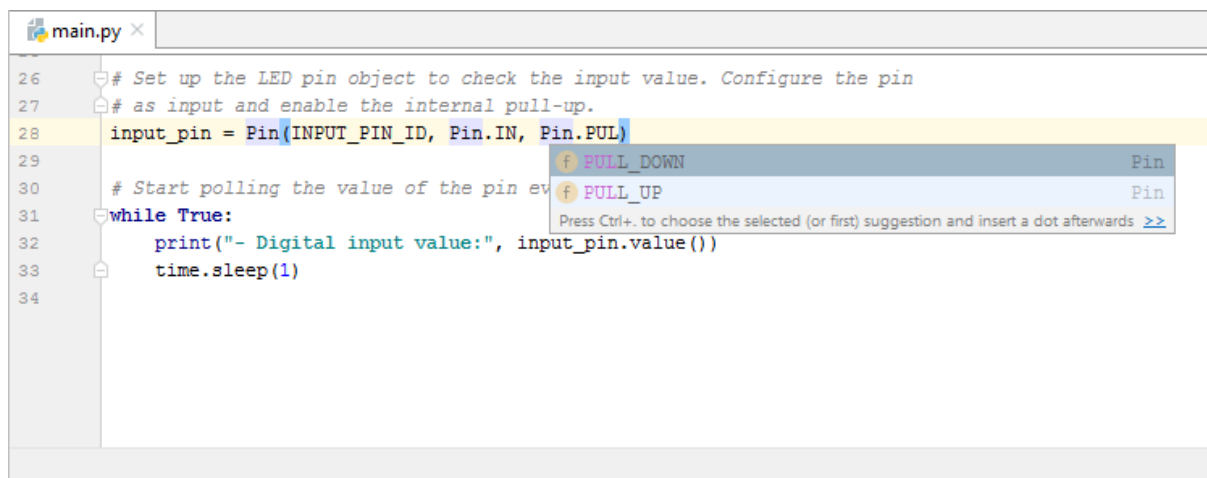 main.py
26 # Set up the LED pin object to check the input value. Configure the pin
27 # as input and enable the internal pull-up.
28 input_pin = Pin(INPUT_PIN_ID, Pin.IN, Pin.PUL)
29 f PULL_DOWN Pin
30 # Start polling the value of the pin ev f PULL_UP Pin
31 while True: Press Ctrl+. to choose the selected (or first) suggestion and insert a dot afterwards >>
32 print("- Digital input value:", input_pin.value())
33 time.sleep(1)
34